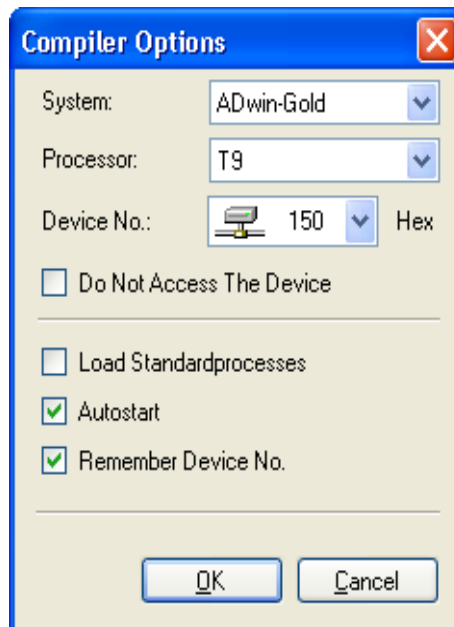 Compiler Options
System: ADwin-Gold
Processor: T9
Device No.: 150 Hex
Do Not Access The Device
Load Standardprocesses
Autostart
Remember Device No.
OK Cancel